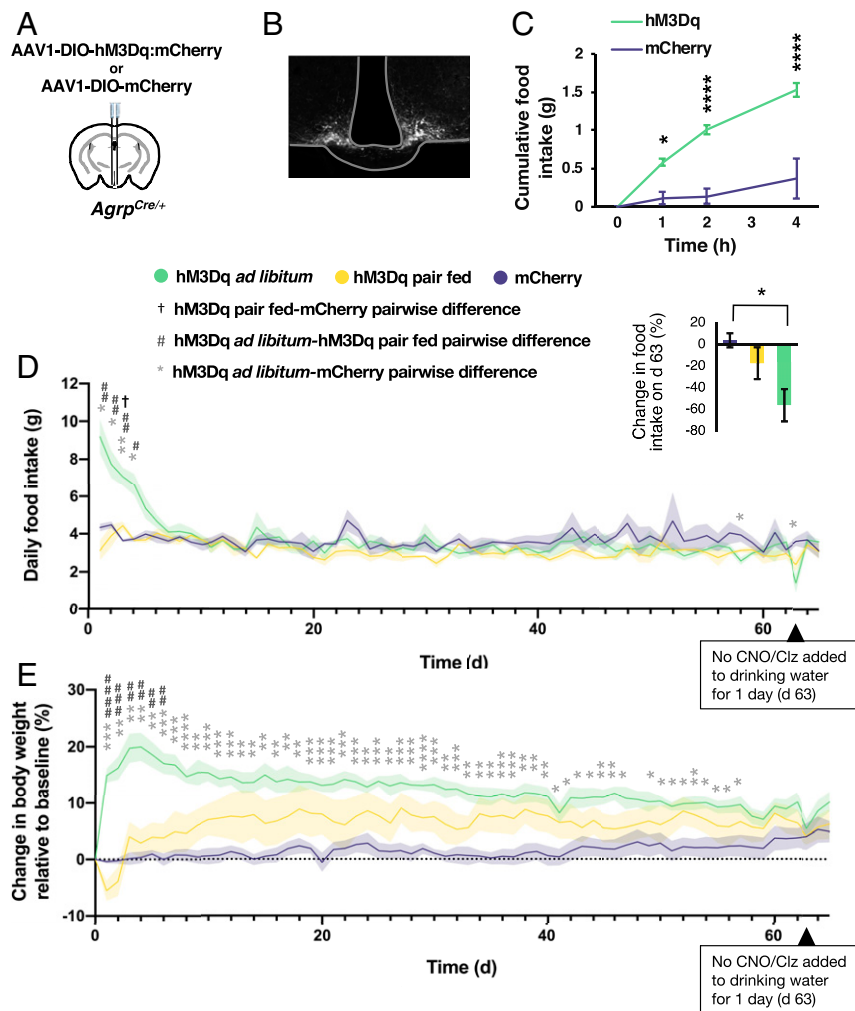 A
AAV1-DIO-hM3Dq:mCherry
or
AAV1-DIO-mCherry
Agrp^Cre/+
B
C
hM3Dq
mCherry
Cumulative food
intake (g)
2
1.5
1
0.5
0
*
****
****
0 1 2 3 4
Time (h)
hM3Dq ad libitum
hM3Dq pair fed
mCherry
† hM3Dq pair fed-mCherry pairwise difference
# hM3Dq ad libitum-hM3Dq pair fed pairwise difference
* hM3Dq ad libitum-mCherry pairwise difference
Change in food
intake on d 63 (%)
20
0
-20
-40
-60
-80
*
D
Daily food intake (g)
12
10
8
6
4
2
0
0 20 40 60
Time (d)
No CNO/Clz added
to drinking water
for 1 day (d 63)
E
Change in body weight
relative to baseline (%)
30
20
10
0
-10
0 20 40 60
Time (d)
No CNO/Clz added
to drinking water
for 1 day (d 63)